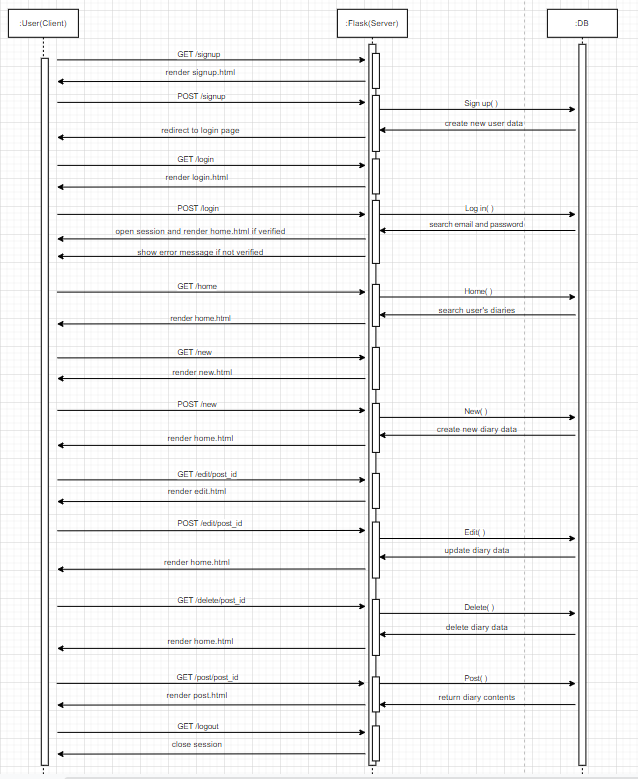 :User(Client)
:Flask(Server)
:DB
GET /signup
render signup.html
POST /signup
Sign up( )
create new user data
redirect to login page
GET /login
render login.html
POST /login
Log in( )
search email and password
open session and render home.html if verified
show error message if not verified
GET /home
Home( )
search user's diaries
render home.html
GET /new
render new.html
POST /new
New( )
create new diary data
render home.html
GET /edit/post_id
render edit.html
POST /edit/post_id
Edit( )
update diary data
render home.html
GET /delete/post_id
Delete( )
delete diary data
render home.html
GET /post/post_id
Post( )
render post.html
return diary contents
GET /logout
close session